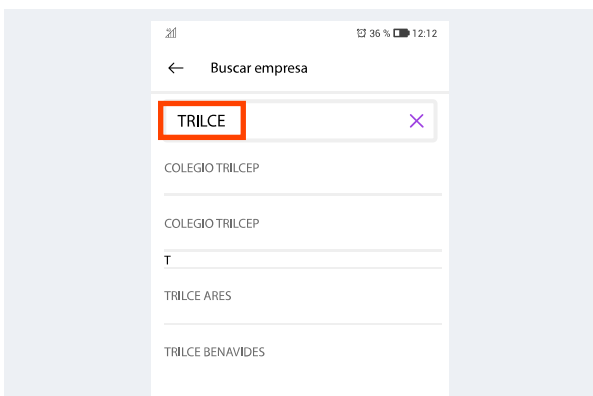 36 % 12:12
Buscar empresa
TRILCE
COLEGIO TRILCEP
COLEGIO TRILCEP
T
TRILCE ARES
TRILCE BENAVIDES